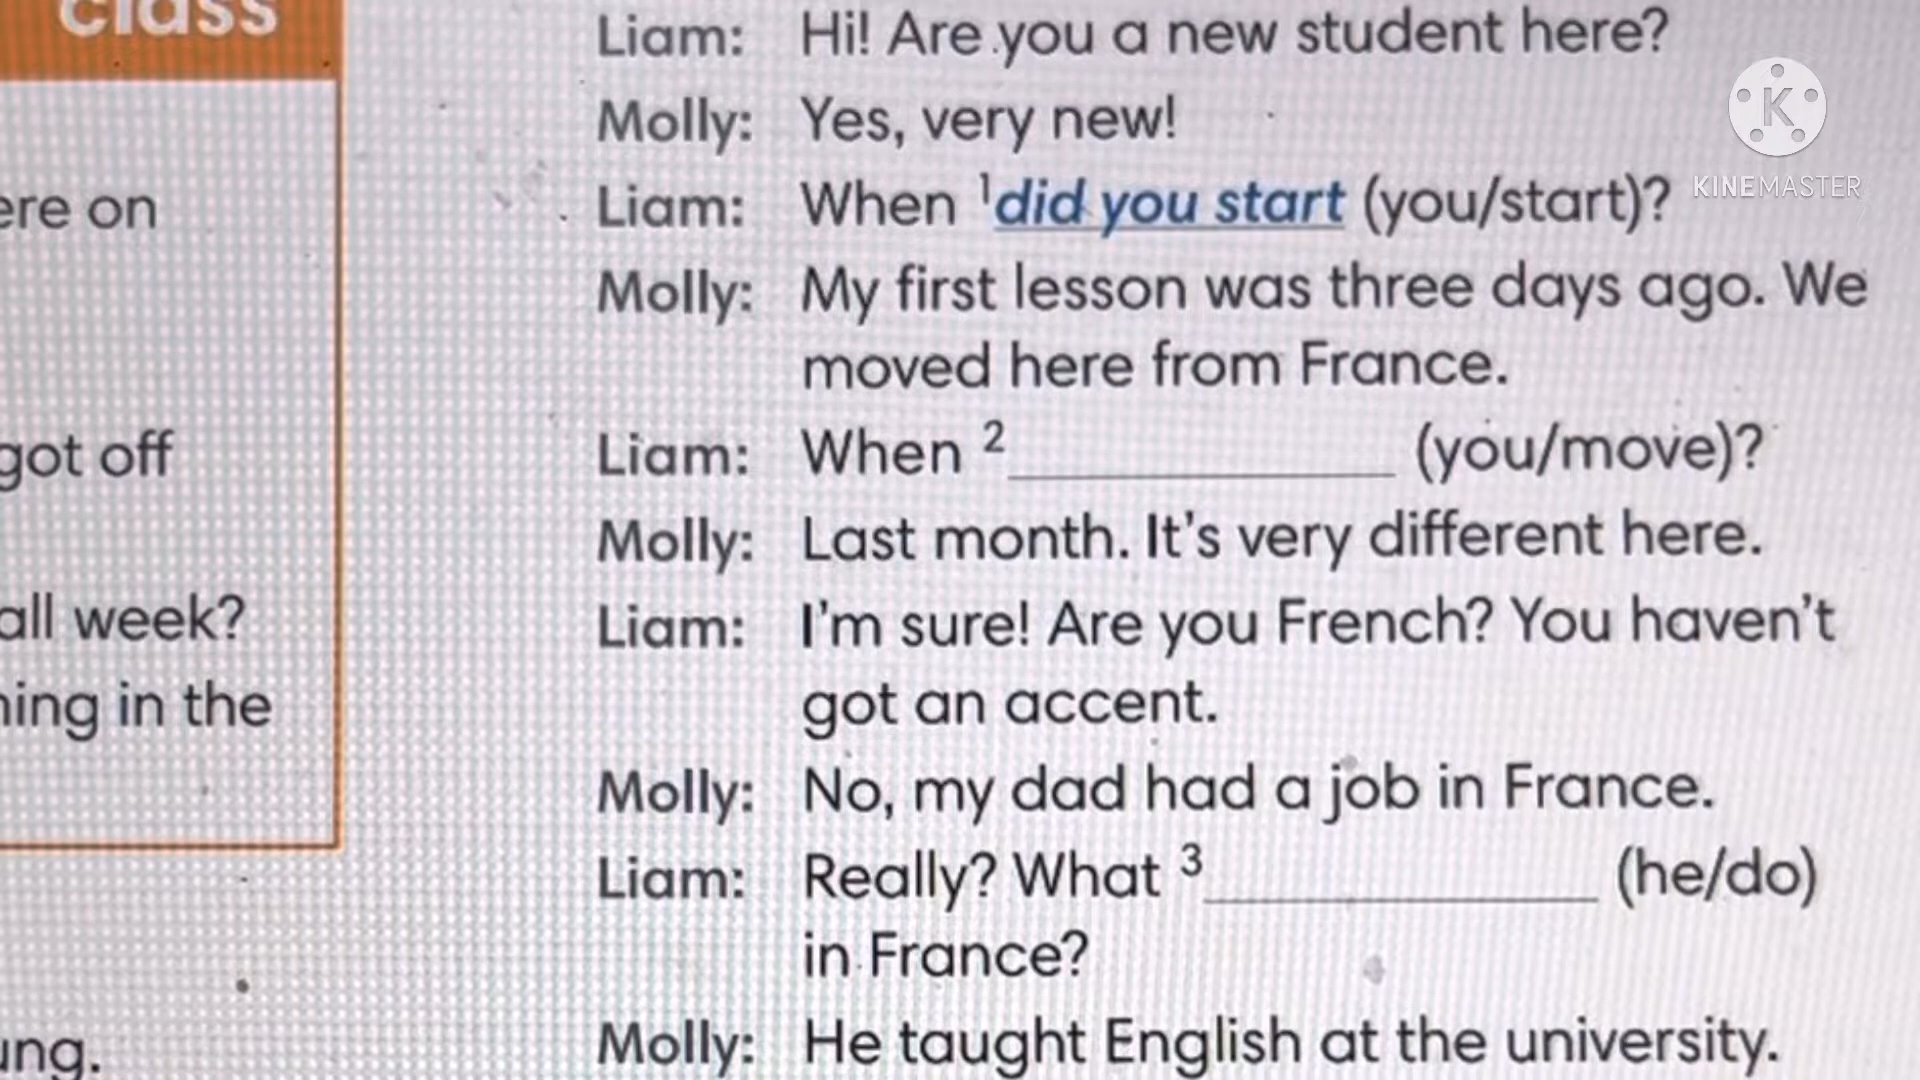 class
Liam: Hi! Are you a new student here?
Molly: Yes, very new!
KINEMASTER
Liam: When ¹did you start (you/start)?
ere on
Molly: My first lesson was three days ago. We
moved here from France.
Liam: When ²__________ (you/move)?
got off
Molly: Last month. It's very different here.
Liam: I'm sure! Are you French? You haven't
all week?
got an accent.
ning in the
Molly: No, my dad had a job in France.
Liam: Really? What ³__________ (he/do)
in France?
Molly: He taught English at the university.
ung.